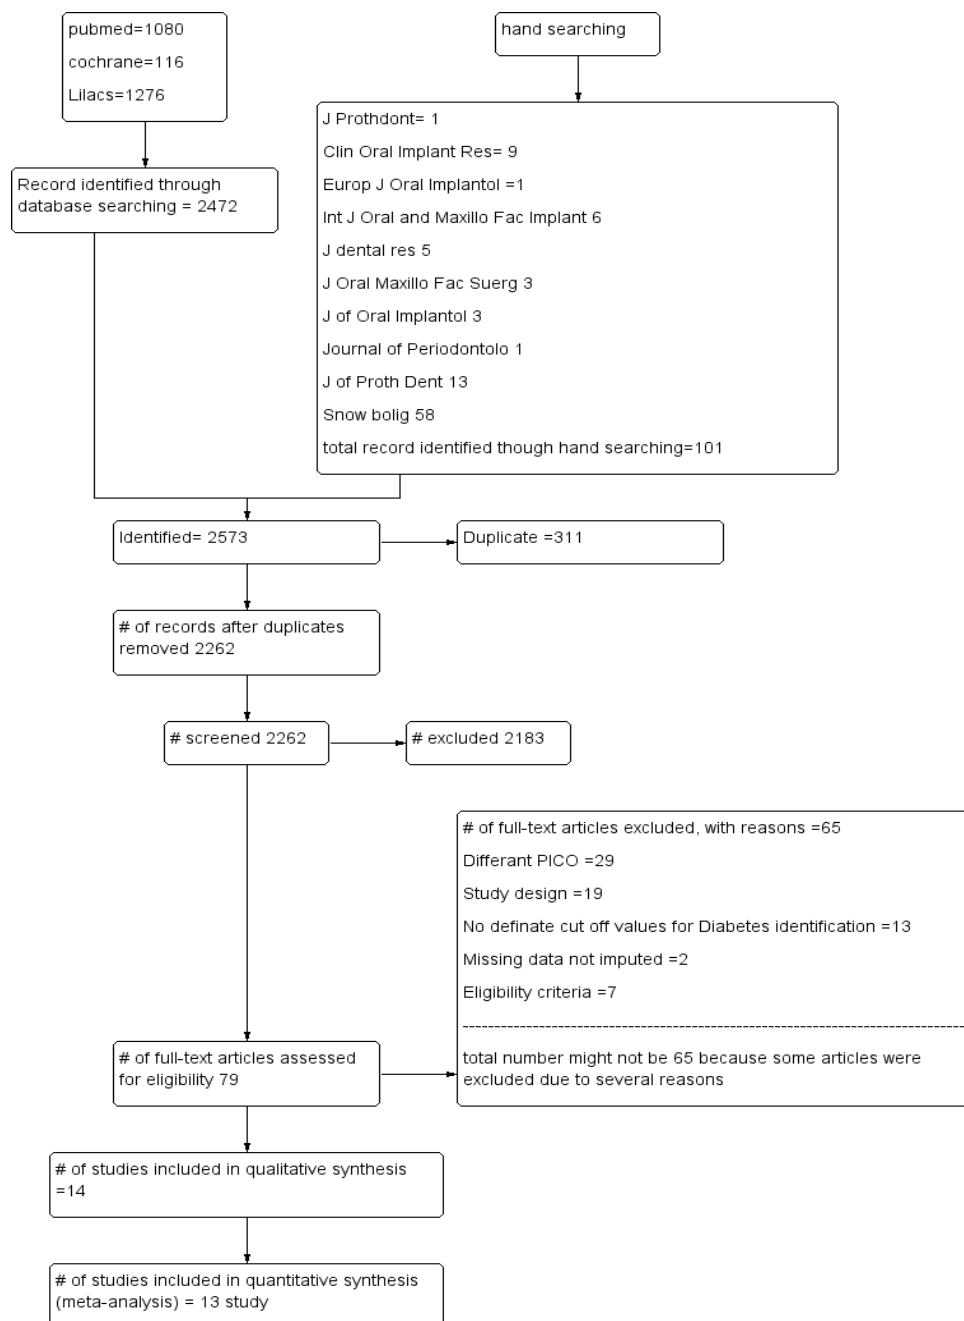 pubmed=1080
cochrane=116
Lilacs=1276
hand searching
Record identified through
database searching = 2472
J Prothdont= 1
Clin Oral Implant Res= 9
Europ J Oral Implantol =1
Int J Oral and Maxillo Fac Implant 6
J dental res 5
J Oral Maxillo Fac Suerg 3
J of Oral Implantol 3
Journal of Periodontolo 1
J of Proth Dent 13
Snow bolig 58
total record identified though hand searching=101
Identified= 2573
Duplicate =311
# of records after duplicates
removed 2262
# screened 2262
# excluded 2183
# of full-text articles excluded, with reasons =65
Differant PICO =29
Study design =19
No definate cut off values for Diabetes identification =13
Missing data not imputed =2
Eligibility criteria =7
--------------------------------------------------------------------------------
total number might not be 65 because some articles were
excluded due to several reasons
# of full-text articles assessed
for eligibility 79
# of studies included in qualitative synthesis
=14
# of studies included in quantitative synthesis
(meta-analysis) = 13 study